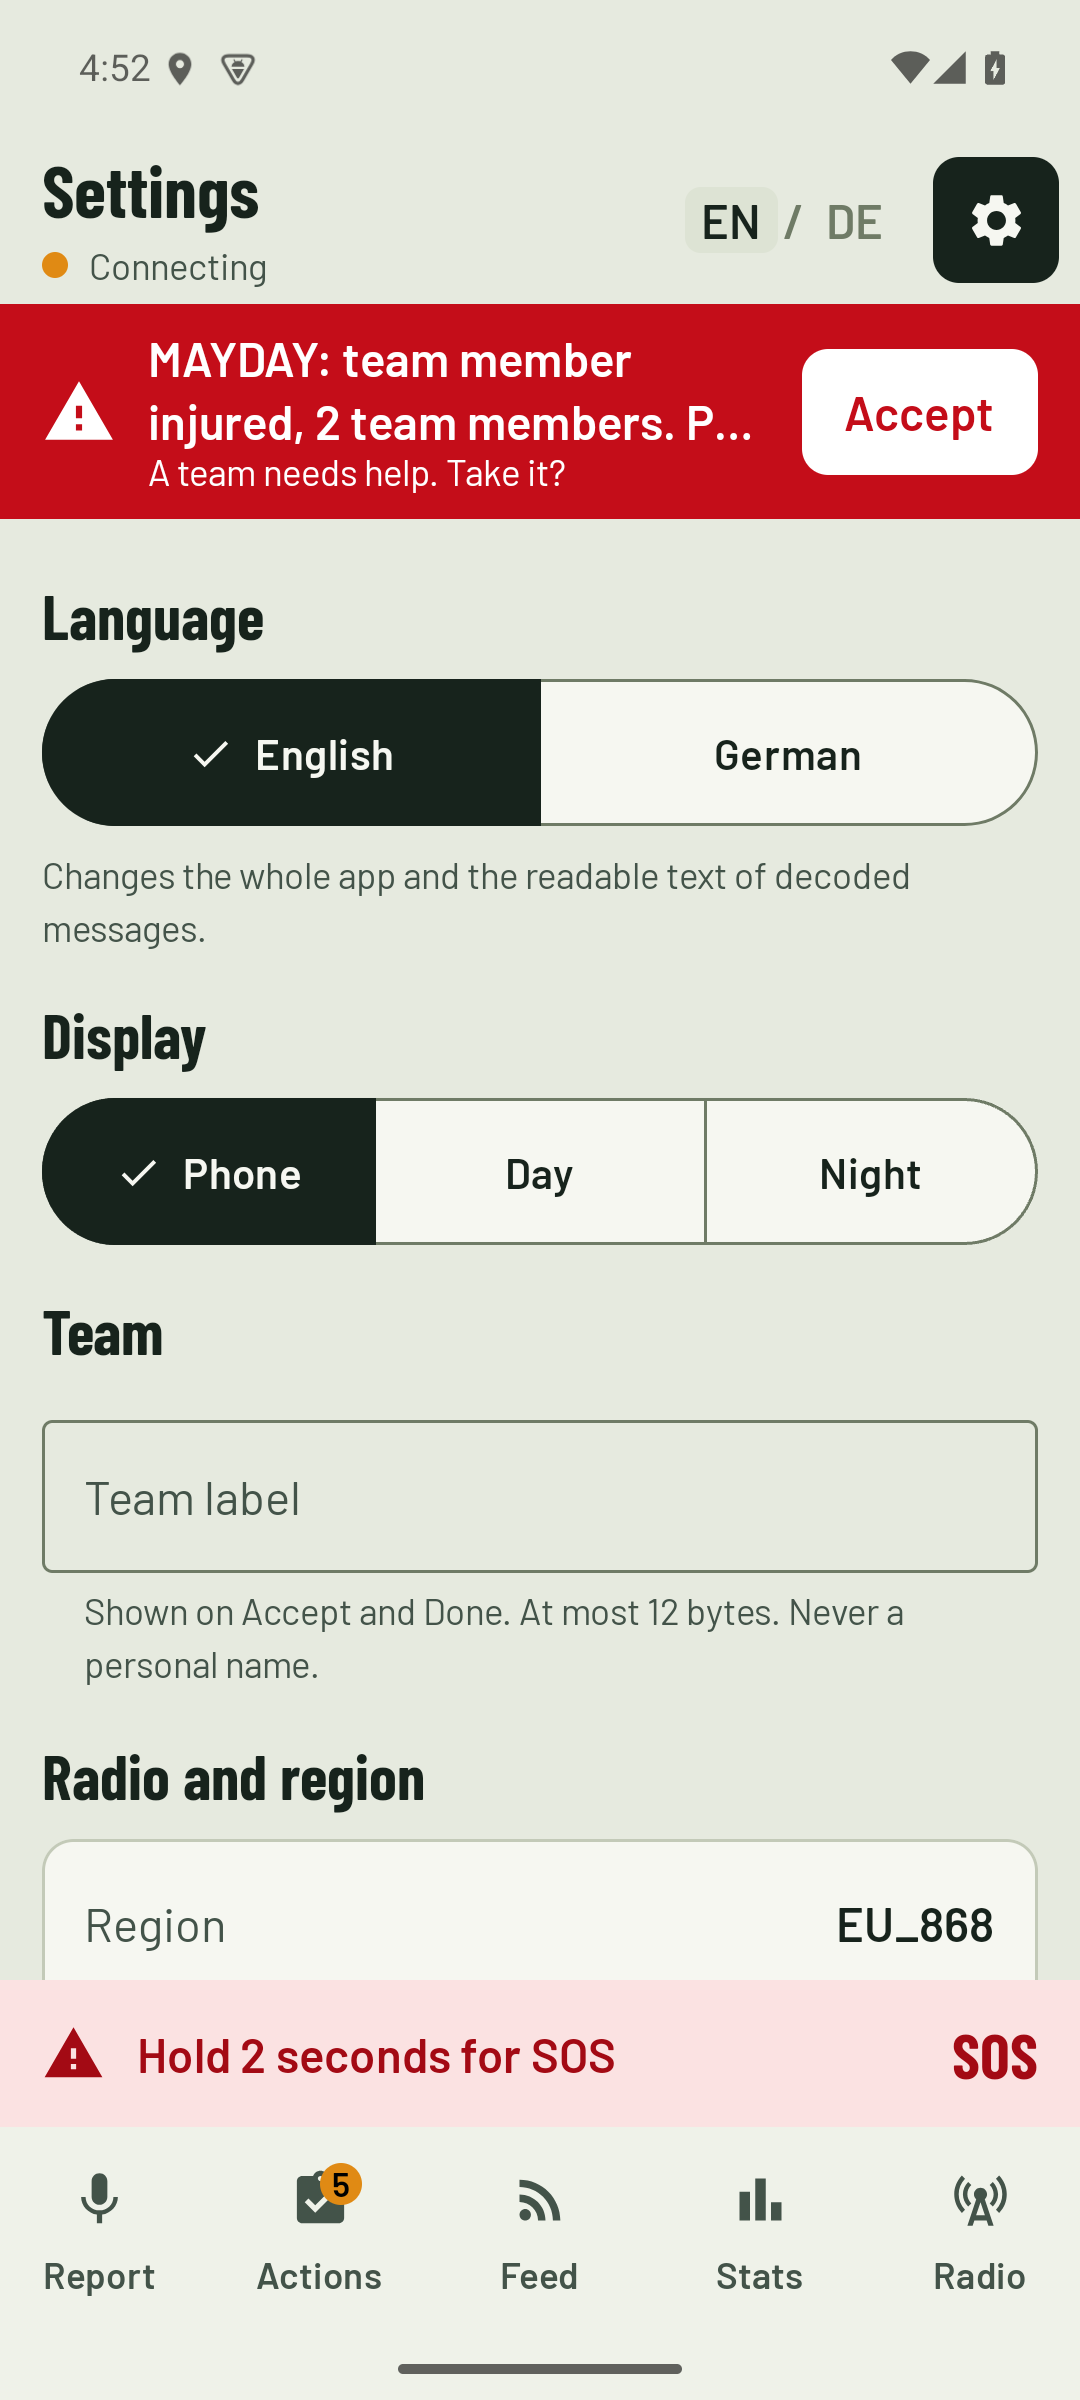 4:52
Settings
EN / DE
Connecting
MAYDAY: team member
injured, 2 team members. P...
A team needs help. Take it?
Accept
Language
English
German
Changes the whole app and the readable text of decoded
messages.
Display
Phone
Day
Night
Team
Team label
Shown on Accept and Done. At most 12 bytes. Never a
personal name.
Radio and region
Region
EU_868
Hold 2 seconds for SOS
SOS
5
Report
Actions
Feed
Stats
Radio